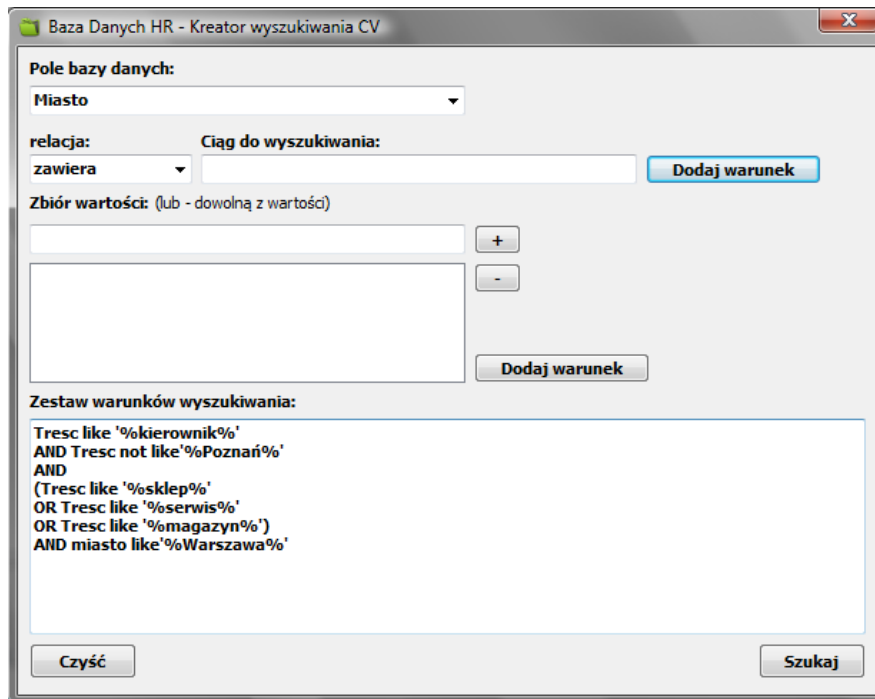 Baza Danych HR - Kreator wyszukiwania CV
X
Pole bazy danych:
Miasto
relacja: Ciąg do wyszukiwania:
zawiera Dodaj warunek
Zbiór wartości: (lub - dowolną z wartości)
+
-
Dodaj warunek
Zestaw warunków wyszukiwania:
Tresc like '%kierownik%'
AND Tresc not like'%Poznań%'
AND
(Tresc like '%sklep%'
OR Tresc like '%serwis%'
OR Tresc like '%magazyn%')
AND miasto like'%Warszawa%'
Czyść Szukaj